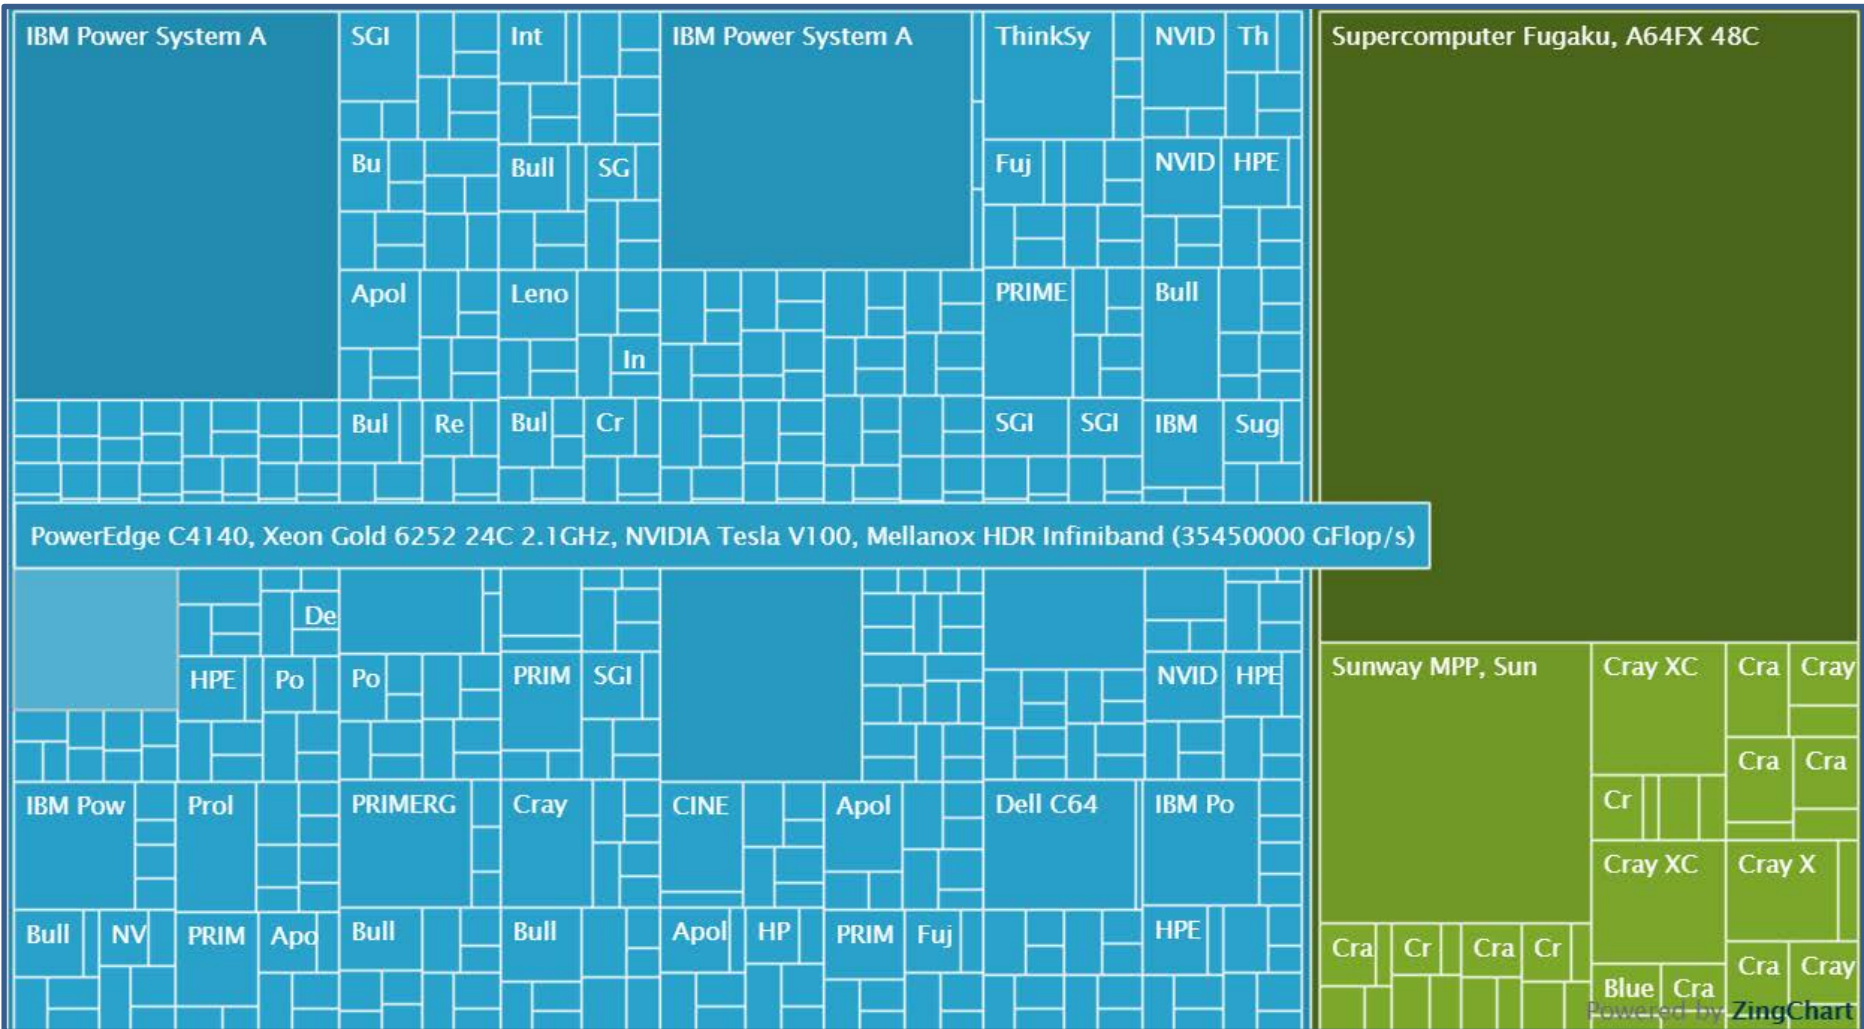 IBM Power System A
SGI
Int
IBM Power System A
ThinkSy
NVID
Th
Supercomputer Fugaku, A64FX 48C
Bu
Bull
SG
Fuj
NVID
HPE
Apol
Leno
PRIME
Bull
In
Bul
Re
Bul
Cr
SGI
SGI
IBM
Sug
PowerEdge C4140, Xeon Gold 6252 24C 2.1GHz, NVIDIA Tesla V100, Mellanox HDR Infiniband (35450000 GFlop/s)
De
HPE
Po
Po
PRIM
SGI
NVID
HPE
Sunway MPP, Sun
Cray XC
Cra
Cray
Cra
Cra
Cr
IBM Pow
Prol
PRIMERG
Cray
CINE
Apol
Dell C64
IBM Po
Cray XC
Cray X
Bull
NV
PRIM
Apo
Bull
Bull
Apol
HP
PRIM
Fuj
HPE
Cra
Cr
Cra
Cr
Cra
Cray
Blue
Cra
Powered by ZingChart